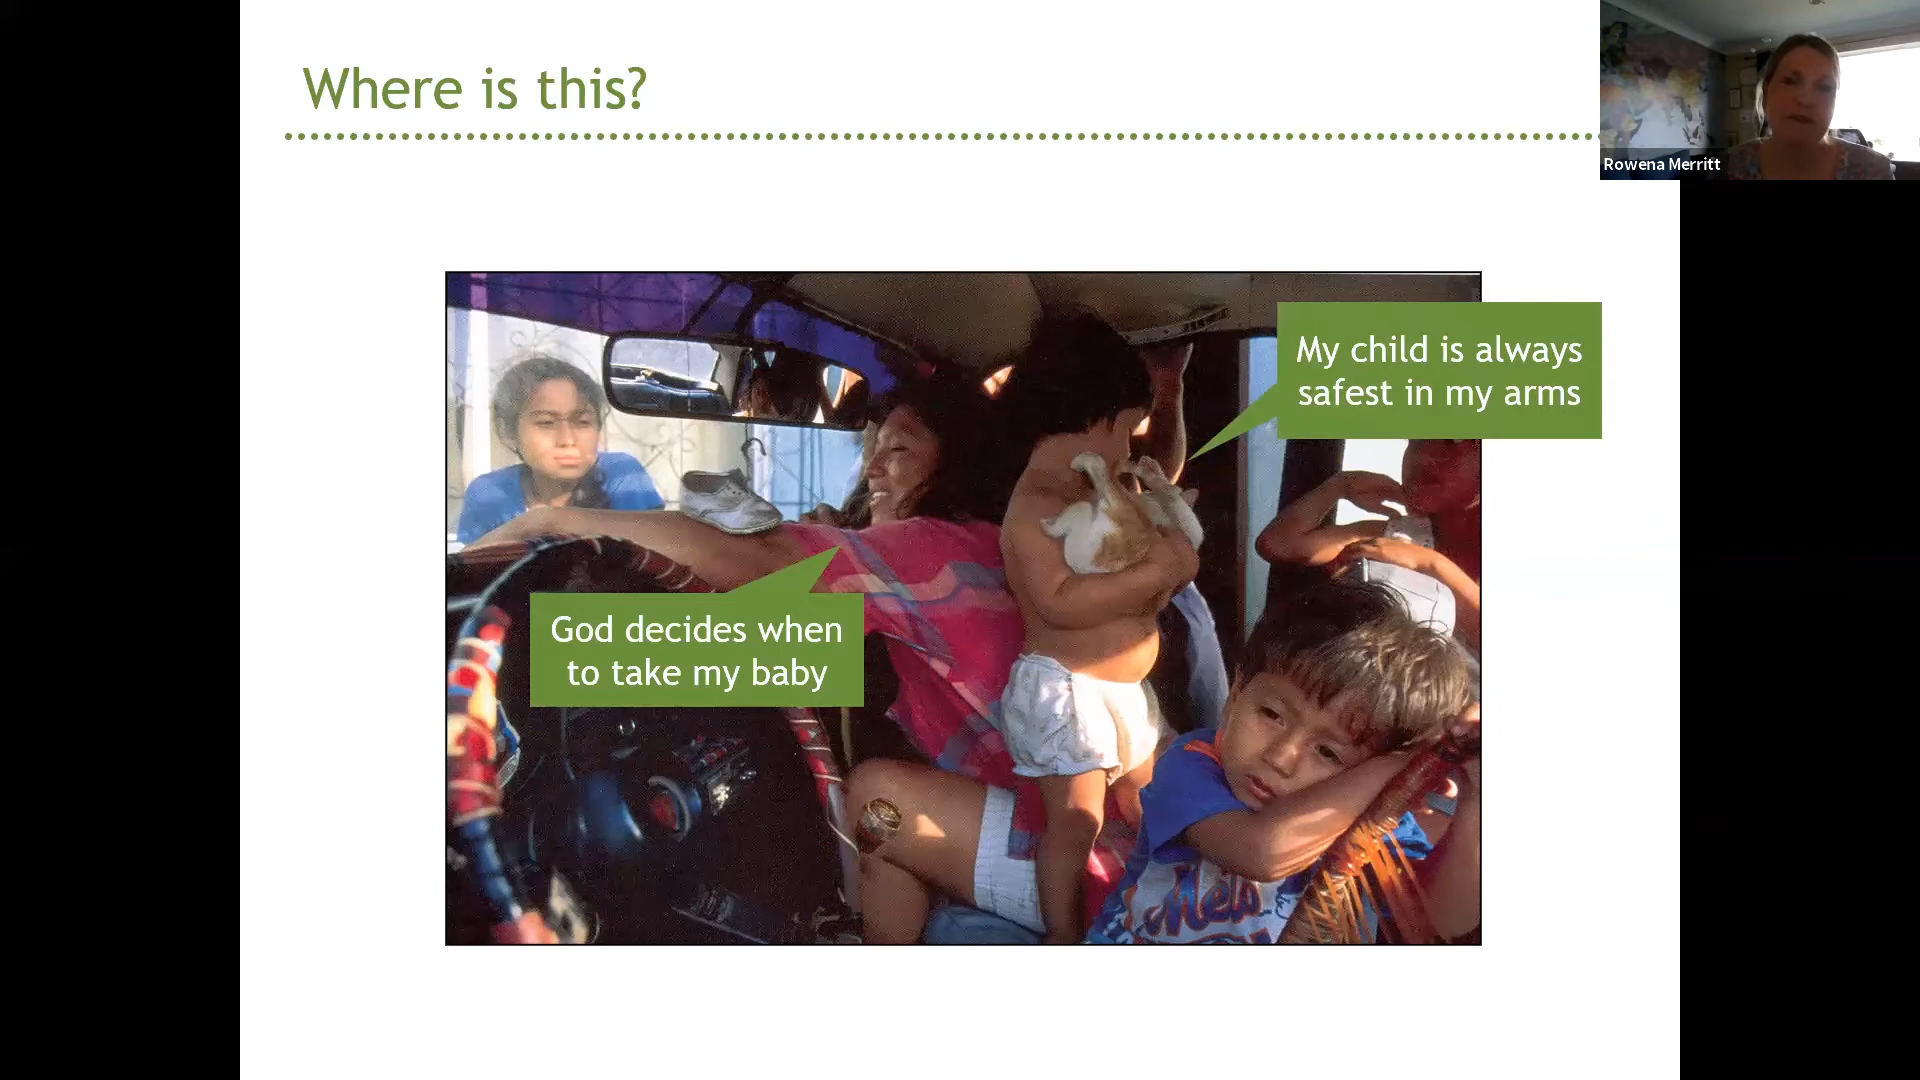 Where is this?
Rowena Merritt
My child is always
safest in my arms
God decides when
to take my baby
Mets